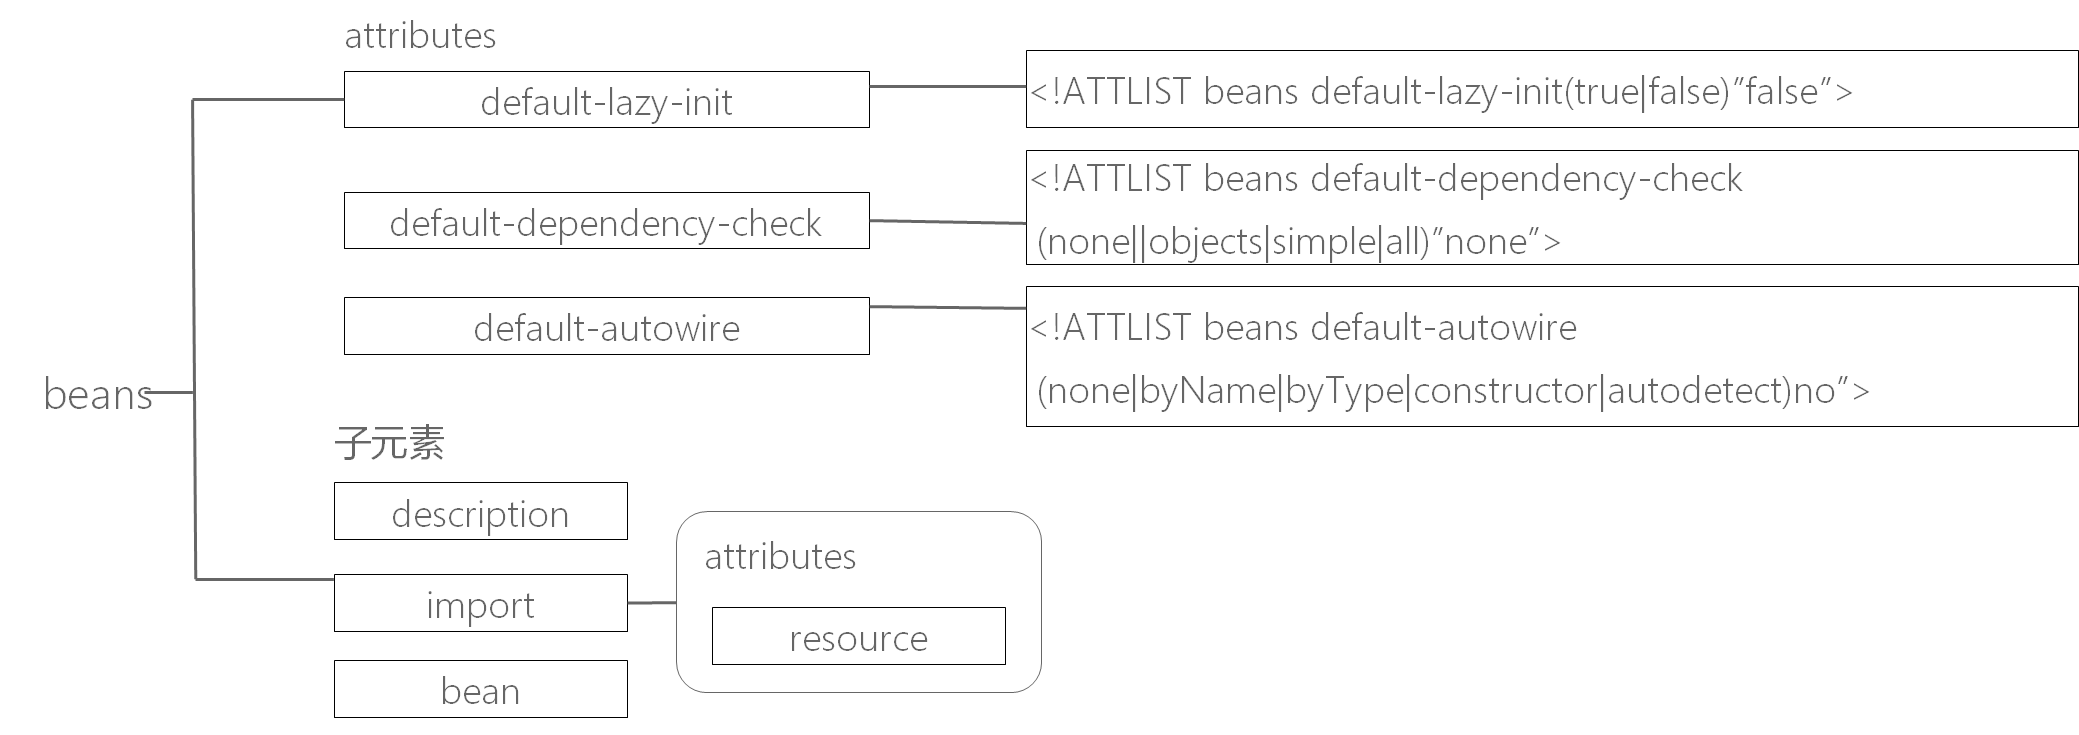 attributes
default-lazy-init
<!ATTLIST beans default-lazy-init(true|false)”false”>
default-dependency-check
<!ATTLIST beans default-dependency-check
(none||objects|simple|all)”none”>
default-autowire
<!ATTLIST beans default-autowire
(none|byName|byType|constructor|autodetect)no”>
beans
子元素
description
import
attributes
resource
bean